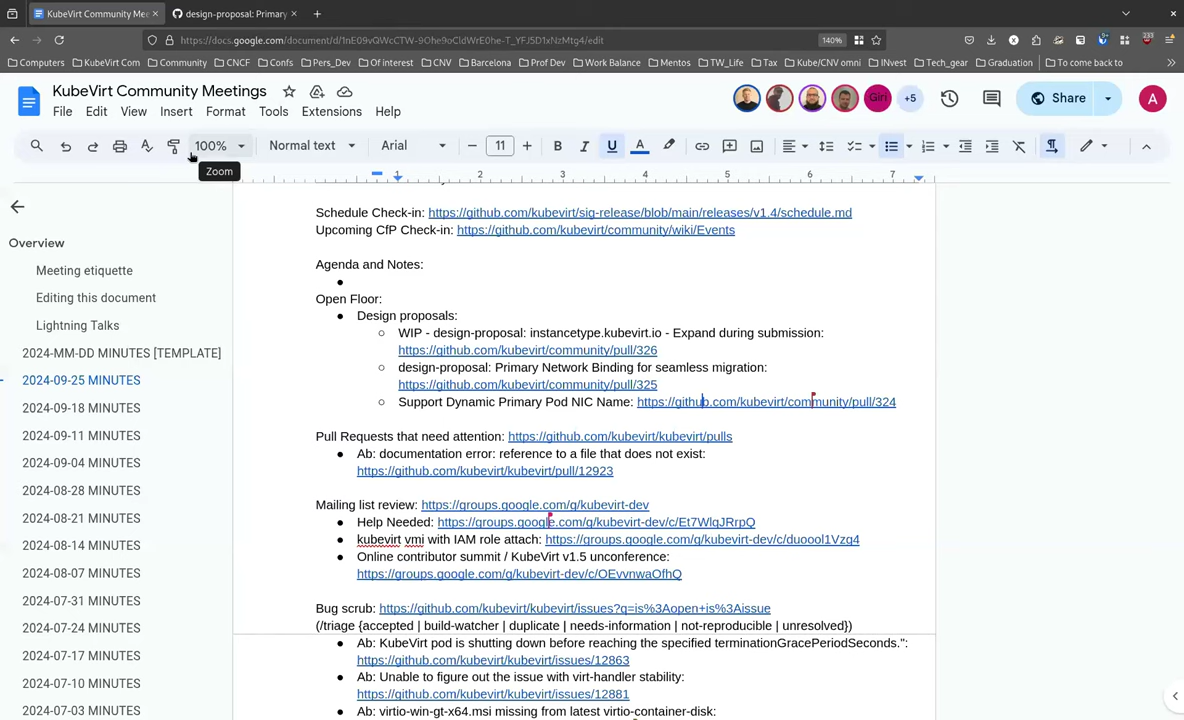 KubeVirt Community Mee
design-proposal: Primary
https://docs.google.com/document/d/1nE09vQWcCTW-9Ohe9oCldWrE0he-T_YFJ5D1xNzMtg4/edit
140%
233
Computers
KubeVirt Com
Community
CNCF
Confs
Pers_Dev
Of interest
CNV
Barcelona
Prof Dev
Work Balance
Mentos
TW_Life
Tax
Kube/CNV omni
INvest
Tech_gear
Graduation
To come back to
KubeVirt Community Meetings
File Edit View Insert Format Tools Extensions Help
Giri
+5
Share
A
100%
Normal text
Arial
11
B
I
U
A
Zoom
1 2 3 4 5 6 7
Overview
Meeting etiquette
Editing this document
Lightning Talks
2024-MM-DD MINUTES [TEMPLATE]
2024-09-25 MINUTES
2024-09-18 MINUTES
2024-09-11 MINUTES
2024-09-04 MINUTES
2024-08-28 MINUTES
2024-08-21 MINUTES
2024-08-14 MINUTES
2024-08-07 MINUTES
2024-07-31 MINUTES
2024-07-24 MINUTES
2024-07-17 MINUTES
2024-07-10 MINUTES
2024-07-03 MINUTES
Schedule Check-in: https://github.com/kubevirt/sig-release/blob/main/releases/v1.4/schedule.md
Upcoming CfP Check-in: https://github.com/kubevirt/community/wiki/Events
Agenda and Notes:
Open Floor:
Design proposals:
WIP - design-proposal: instancetype.kubevirt.io - Expand during submission:
https://github.com/kubevirt/community/pull/326
design-proposal: Primary Network Binding for seamless migration:
https://github.com/kubevirt/community/pull/325
Support Dynamic Primary Pod NIC Name: https://github.com/kubevirt/community/pull/324
Pull Requests that need attention: https://github.com/kubevirt/kubevirt/pulls
Ab: documentation error: reference to a file that does not exist:
https://github.com/kubevirt/kubevirt/pull/12923
Mailing list review: https://groups.google.com/g/kubevirt-dev
Help Needed: https://groups.google.com/g/kubevirt-dev/c/Et7WlqJRrpQ
kubevirt vmi with IAM role attach: https://groups.google.com/g/kubevirt-dev/c/duoool1Vzg4
Online contributor summit / KubeVirt v1.5 unconference:
https://groups.google.com/g/kubevirt-dev/c/OEvvnwaOfhQ
Bug scrub: https://github.com/kubevirt/kubevirt/issues?q=is%3Aopen+is%3Aissue
(/triage {accepted | build-watcher | duplicate | needs-information | not-reproducible | unresolved})
Ab: KubeVirt pod is shutting down before reaching the specified terminationGracePeriodSeconds.":
https://github.com/kubevirt/kubevirt/issues/12863
Ab: Unable to figure out the issue with virt-handler stability:
https://github.com/kubevirt/kubevirt/issues/12881
Ab: virtio-win-gt-x64.msi missing from latest virtio-container-disk: